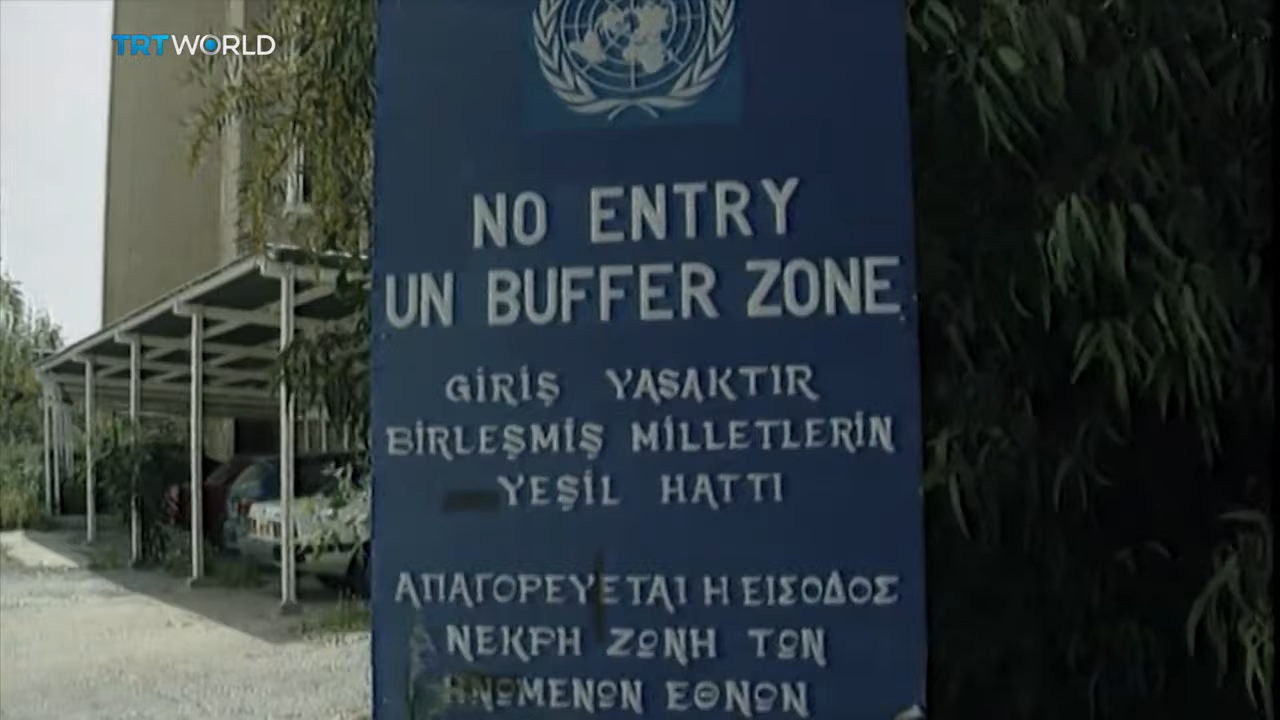 TRT WORLD
NO ENTRY
UN BUFFER ZONE
GİRİŞ YASAKTIR
BİRLEŞMİŞ MİLLETLERİN
YEŞİL HATTI
ΑΠΑΓΟΡΕΥΕΤΑΙ Η ΕΙΣΟΔΟΣ
ΝΕΚΡΗ ΖΩΝΗ ΤΩΝ
ΗΝΩΜΕΝΩΝ ΕΘΝΩΝ